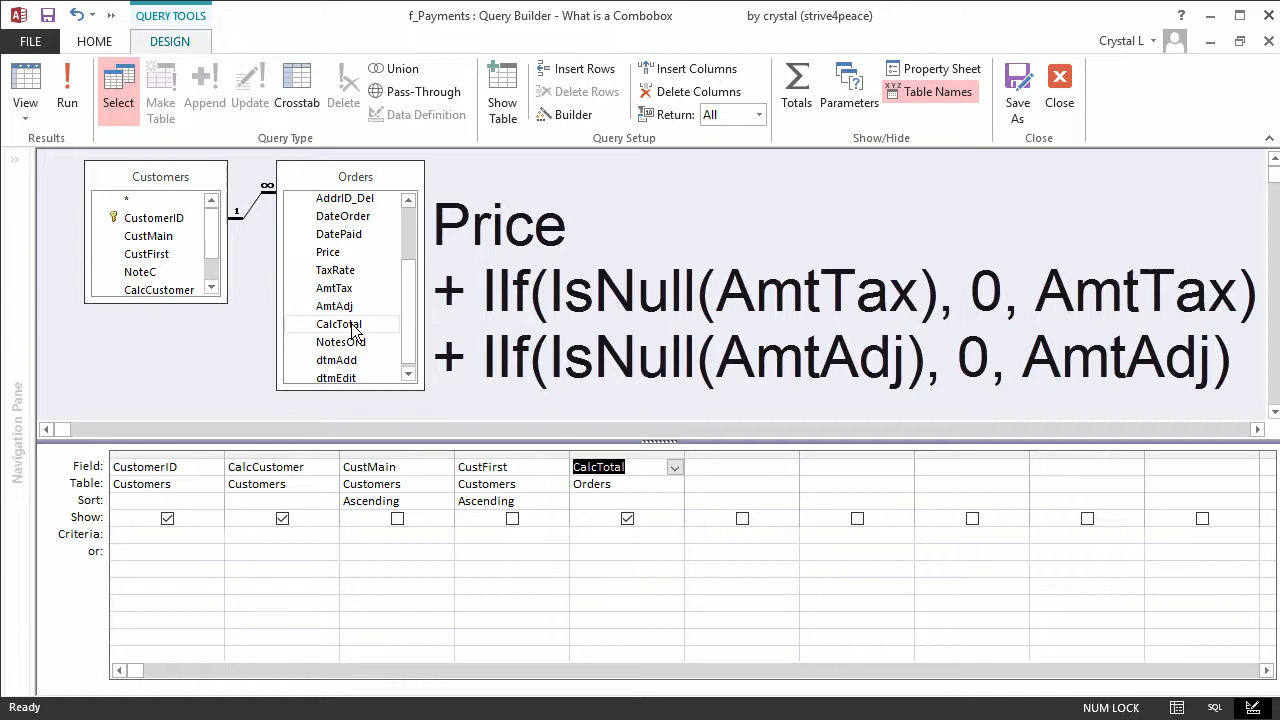 QUERY TOOLS
f_Payments : Query Builder - What is a Combobox
by crystal (strive4peace)
?
FILE
HOME
DESIGN
Crystal L
View
Run
Results
Select
Make Table
Append
Update
Crosstab
Delete
Union
Pass-Through
Data Definition
Query Type
Show Table
Insert Rows
Delete Rows
Builder
Insert Columns
Delete Columns
Return: All
Query Setup
Totals
Parameters
Property Sheet
XYZ Table Names
Show/Hide
Save As
Close
Close
Navigation Pane
Customers
*
CustomerID
CustMain
CustFirst
NoteC
CalcCustomer
1
∞
Orders
AddrID_Del
DateOrder
DatePaid
Price
TaxRate
AmtTax
AmtAdj
CalcTotal
NotesOrd
dtmAdd
dtmEdit
Price
+ IIf(IsNull(AmtTax), 0, AmtTax)
+ IIf(IsNull(AmtAdj), 0, AmtAdj)
Field: CustomerID CalcCustomer CustMain CustFirst CalcTotal
Table: Customers Customers Customers Customers Orders
Sort: Ascending Ascending
Show:
Criteria:
or:
Ready
NUM LOCK
SQL